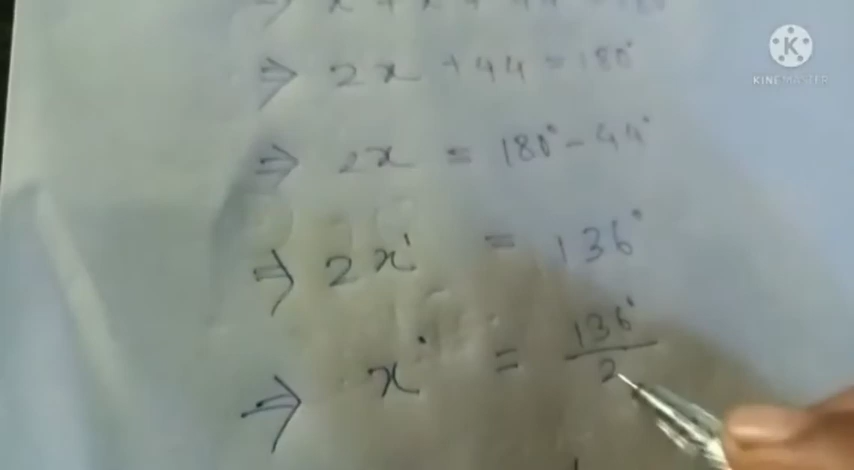 ⇒ 2x + 44 = 180°
⇒ 2x = 180° - 44°
⇒ 2x° = 136°
⇒ x° = 136°/2
K
KINEMASTER